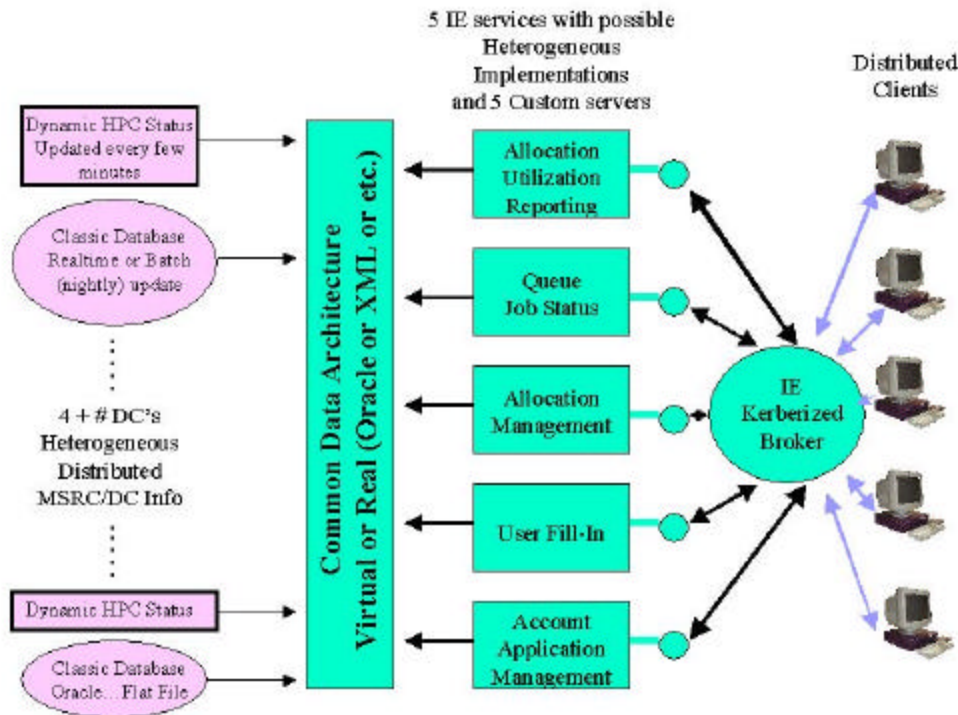 5 IE services with possible
Heterogeneous
Implementations
and 5 Custom servers
Distributed
Clients
Dynamic HPC Status
Updated every few
minutes
Classic Database
Realtime or Batch
(nightly) update
4 + # DC's
Heterogeneous
Distributed
MSRC/DC Info
Dynamic HPC Status
Classic Database
Oracle... Flat File
Common Data Architecture
Virtual or Real (Oracle or XML or etc.)
Allocation
Utilization
Reporting
Queue
Job Status
Allocation
Management
User Fill-In
Account
Application
Management
IE
Kerberized
Broker